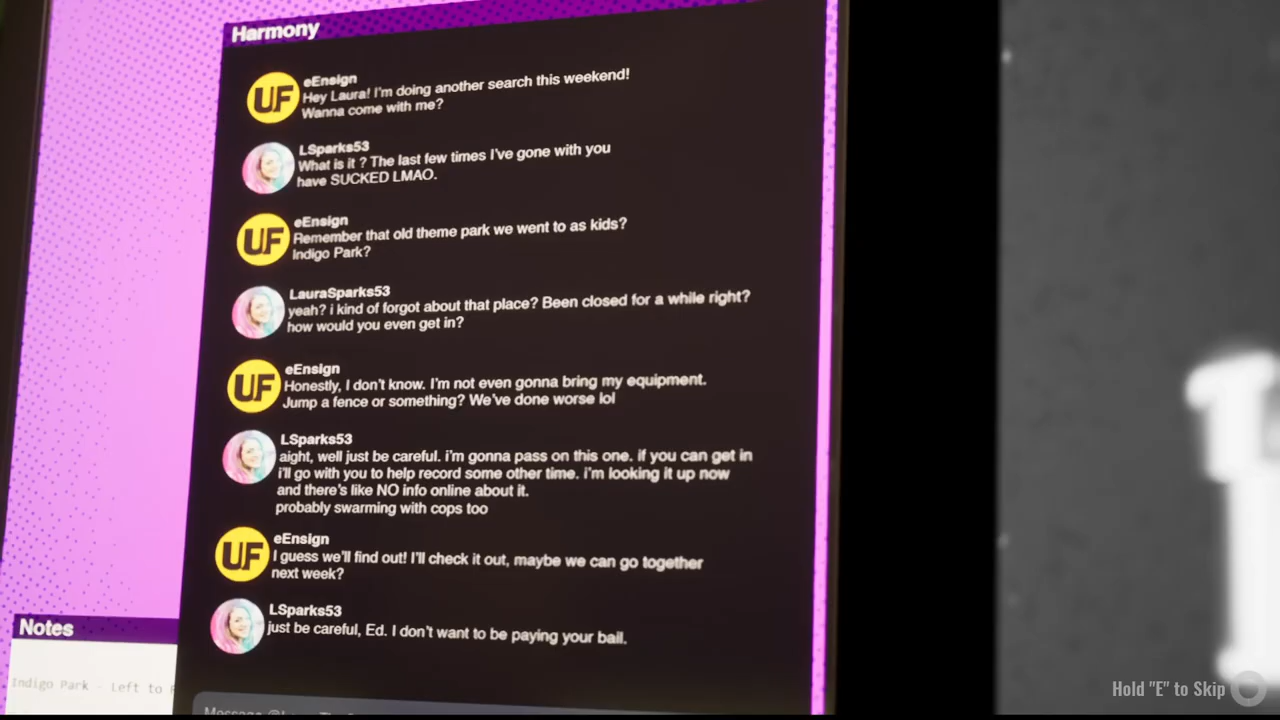 Harmony
eEnsign
Hey Laura! I'm doing another search this weekend!
Wanna come with me?
LSparks53
What is it ? The last few times I've gone with you
have SUCKED LMAO.
eEnsign
Remember that old theme park we went to as kids?
Indigo Park?
LauraSparks53
yeah? i kind of forgot about that place? Been closed for a while right?
how would you even get in?
eEnsign
Honestly, I don't know. I'm not even gonna bring my equipment.
Jump a fence or something? We've done worse lol
LSparks53
aight, well just be careful. i'm gonna pass on this one. if you can get in
i'll go with you to help record some other time. i'm looking it up now
and there's like NO info online about it.
probably swarming with cops too
eEnsign
I guess we'll find out! I'll check it out, maybe we can go together
next week?
LSparks53
just be careful, Ed. I don't want to be paying your bail.
UF
UF
UF
UF
Notes
Indigo Park - Left to
Message
Hold "E" to Skip